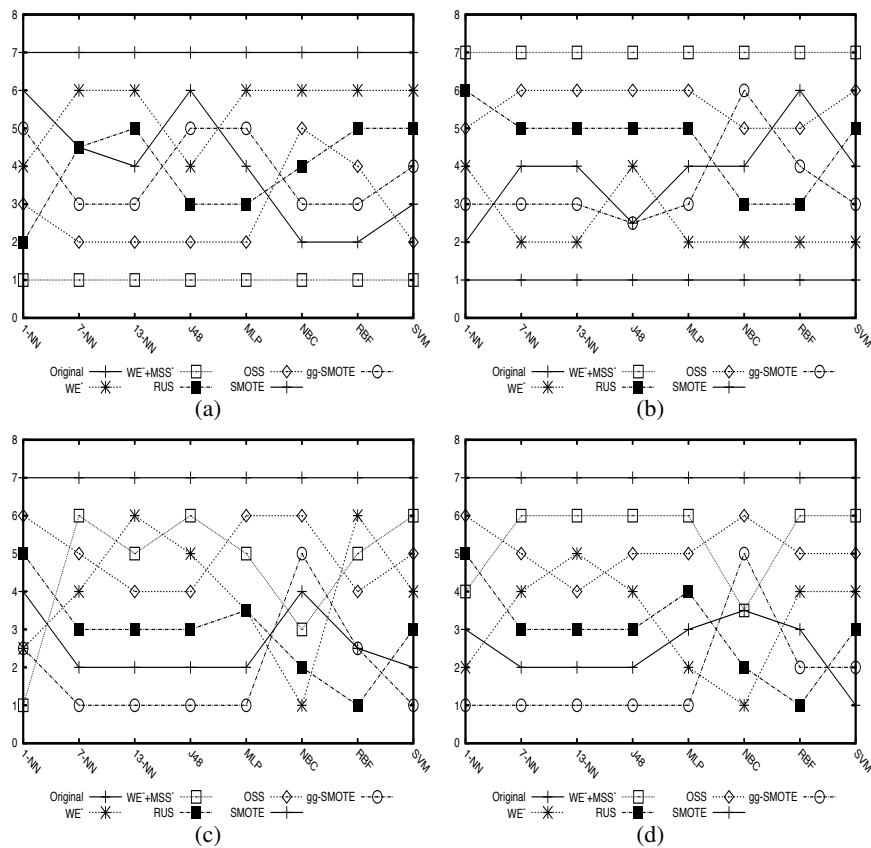 8
7
6
5
4
3
2
1
0
1-NN
7-NN
13-NN
J48
MLP
NBC
RBF
SVM
Original
WE⁻+MSS⁻
OSS
gg-SMOTE
WE⁻
RUS
SMOTE
(a)
8
7
6
5
4
3
2
1
0
1-NN
7-NN
13-NN
J48
MLP
NBC
RBF
SVM
Original
WE⁻+MSS⁻
OSS
gg-SMOTE
WE⁻
RUS
SMOTE
(b)
8
7
6
5
4
3
2
1
0
1-NN
7-NN
13-NN
J48
MLP
NBC
RBF
SVM
Original
WE⁻+MSS⁻
OSS
gg-SMOTE
WE⁻
RUS
SMOTE
(c)
8
7
6
5
4
3
2
1
0
1-NN
7-NN
13-NN
J48
MLP
NBC
RBF
SVM
Original
WE⁻+MSS⁻
OSS
gg-SMOTE
WE⁻
RUS
SMOTE
(d)